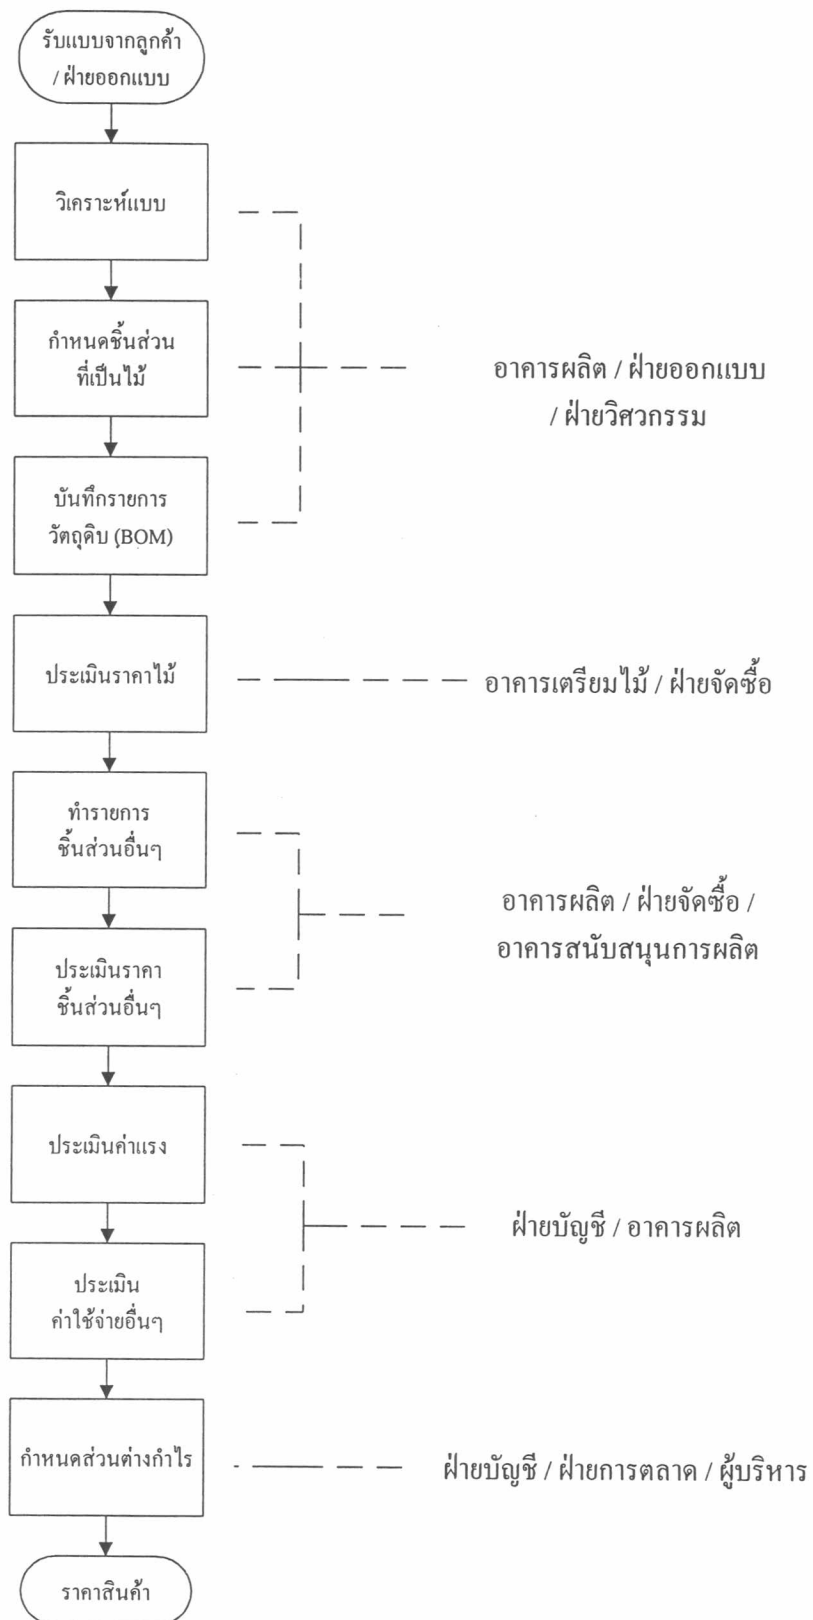 รับแบบจากลูกค้า
/ ฝ่ายออกแบบ
วิเคราะห์แบบ
กำหนดชิ้นส่วน
ที่เป็นไม้
อาคารผลิต / ฝ่ายออกแบบ
/ ฝ่ายวิศวกรรม
บันทึกรายการ
วัตถุดิบ (BOM)
ประเมินราคาไม้
อาคารเตรียมไม้ / ฝ่ายจัดซื้อ
ทำรายการ
ชิ้นส่วนอื่นๆ
อาคารผลิต / ฝ่ายจัดซื้อ /
อาคารสนับสนุนการผลิต
ประเมินราคา
ชิ้นส่วนอื่นๆ
ประเมินค่าแรง
ฝ่ายบัญชี / อาคารผลิต
ประเมิน
ค่าใช้จ่ายอื่นๆ
กำหนดส่วนต่างกำไร
ฝ่ายบัญชี / ฝ่ายการตลาด / ผู้บริหาร
ราคาสินค้า